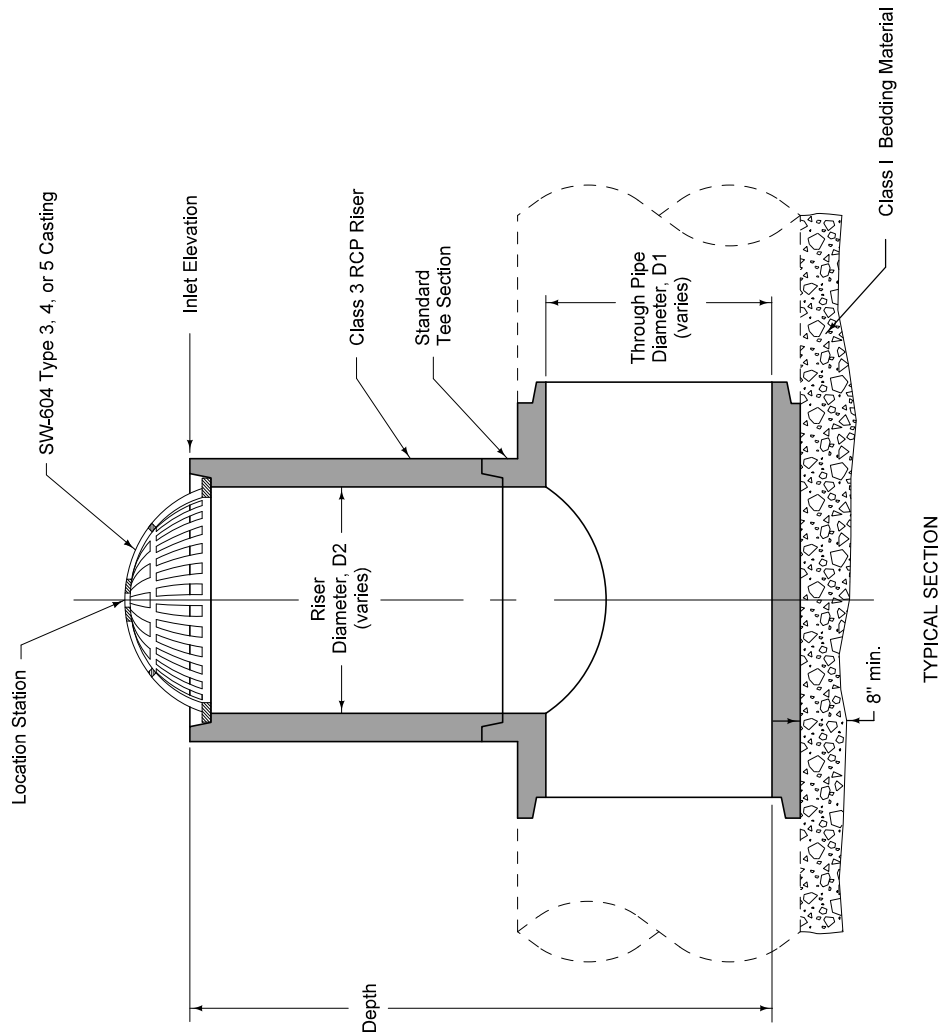 Location Station
SW-604 Type 3, 4, or 5 Casting
Inlet Elevation
Riser
Diameter, D2
(varies)
Class 3 RCP Riser
Standard
Tee Section
Depth
Through Pipe
Diameter, D1
(varies)
8" min.
Class I Bedding Material
TYPICAL SECTION